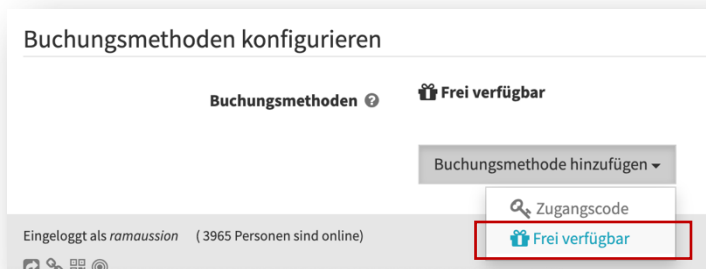 Buchungsmethoden konfigurieren
Buchungsmethoden
Frei verfügbar
Buchungsmethode hinzufügen
Zugangscode
Frei verfügbar
Eingeloggt als ramaussion (3965 Personen sind online)